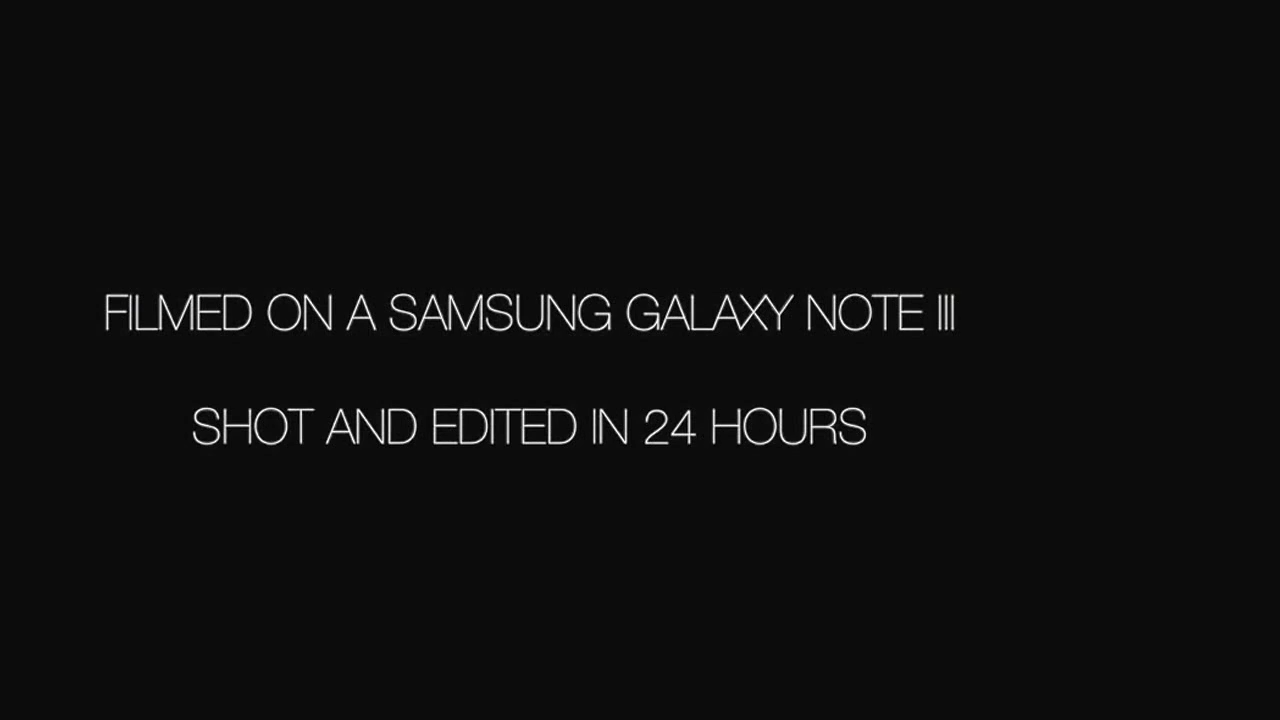 FILMED ON A SAMSUNG GALAXY NOTE III
SHOT AND EDITED IN 24 HOURS